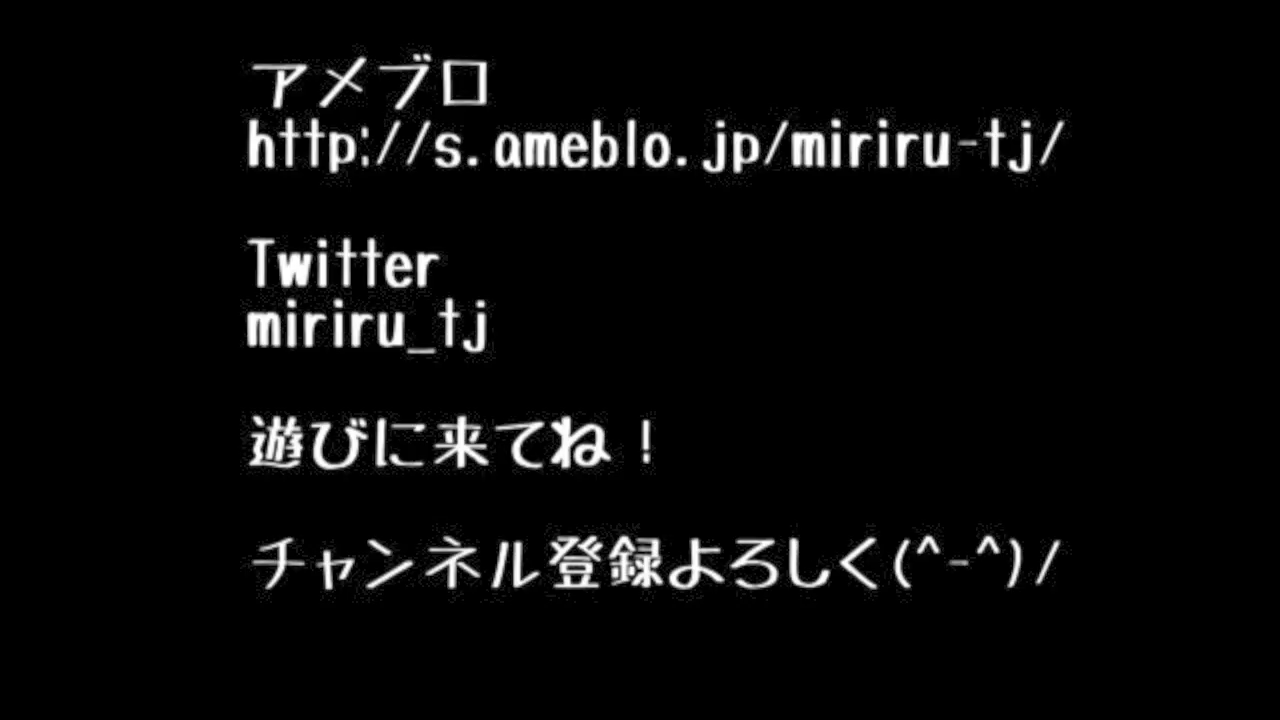 アメブロ
http://s.ameblo.jp/miriru-tj/
Twitter
miriru_tj
遊びに来てね！
チャンネル登録よろしく(^-^)/